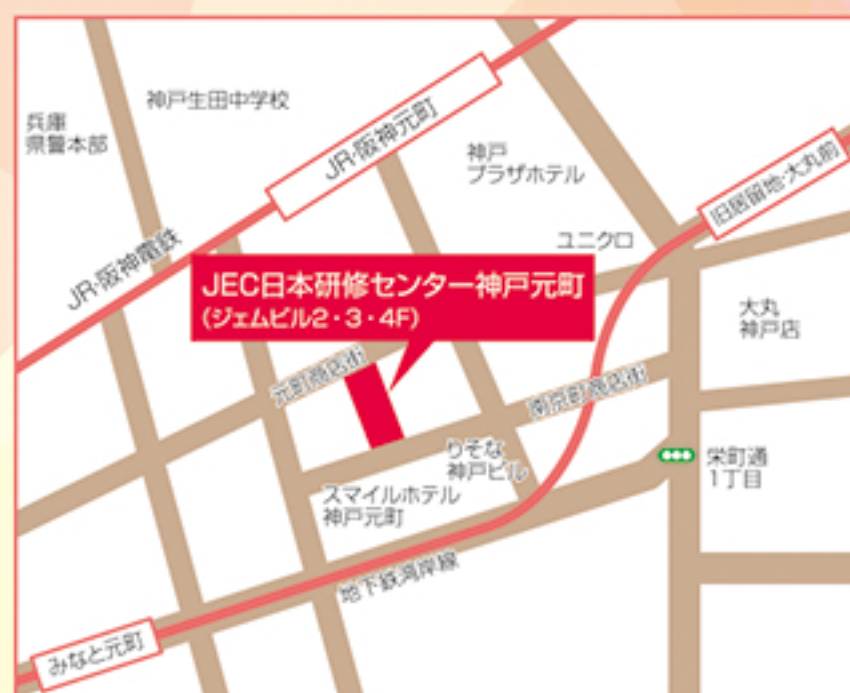 神戸生田中学校
兵庫
県警本部
JR・阪神元町
神戸
プラザホテル
旧居留地・大丸前
ユニクロ
JR・阪神電鉄
JEC日本研修センター神戸元町
（ジェムビル2・3・4F）
大丸
神戸店
元町商店街
南京町商店街
りそな
神戸ビル
栄町通
1丁目
スマイルホテル
神戸元町
地下鉄湾岸線
みなと元町